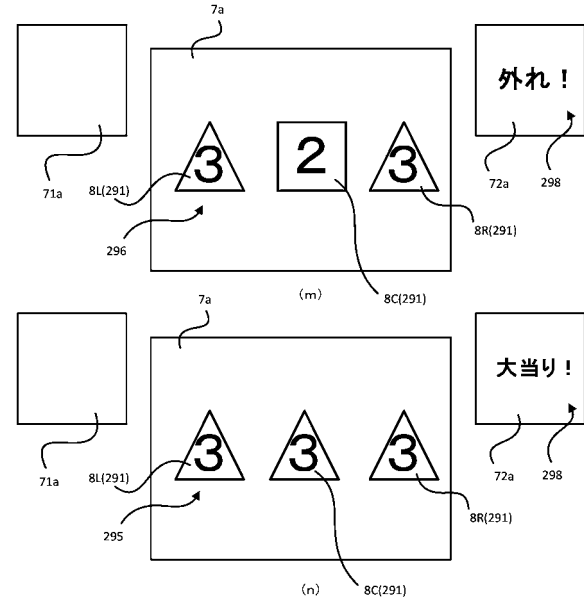 7a
外れ！
3 2 3
71a
8L(291)
72a
298
296
8R(291)
8C(291)
（m）
7a
大当り！
3 3 3
71a
8L(291)
72a
298
295
8R(291)
8C(291)
（n）